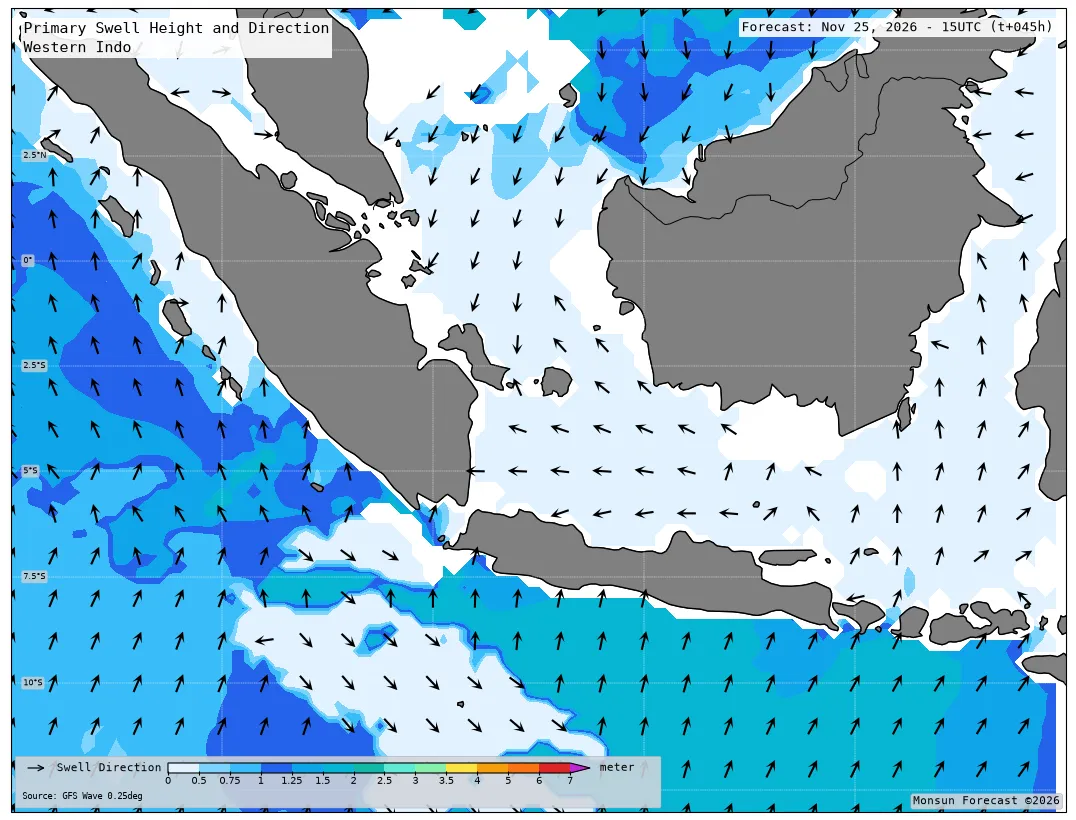 Primary Swell Height and Direction
Western Indo
Forecast: Nov 25, 2026 - 15UTC (t+045h)
2.5°N
0°
2.5°S
5°S
7.5°S
10°S
Swell Direction
meter
0 0.5 0.75 1 1.25 1.5 2 2.5 3 3.5 4 4.5 5 6 7
Source: GFS Wave 0.25deg
Monsun Forecast ©2026